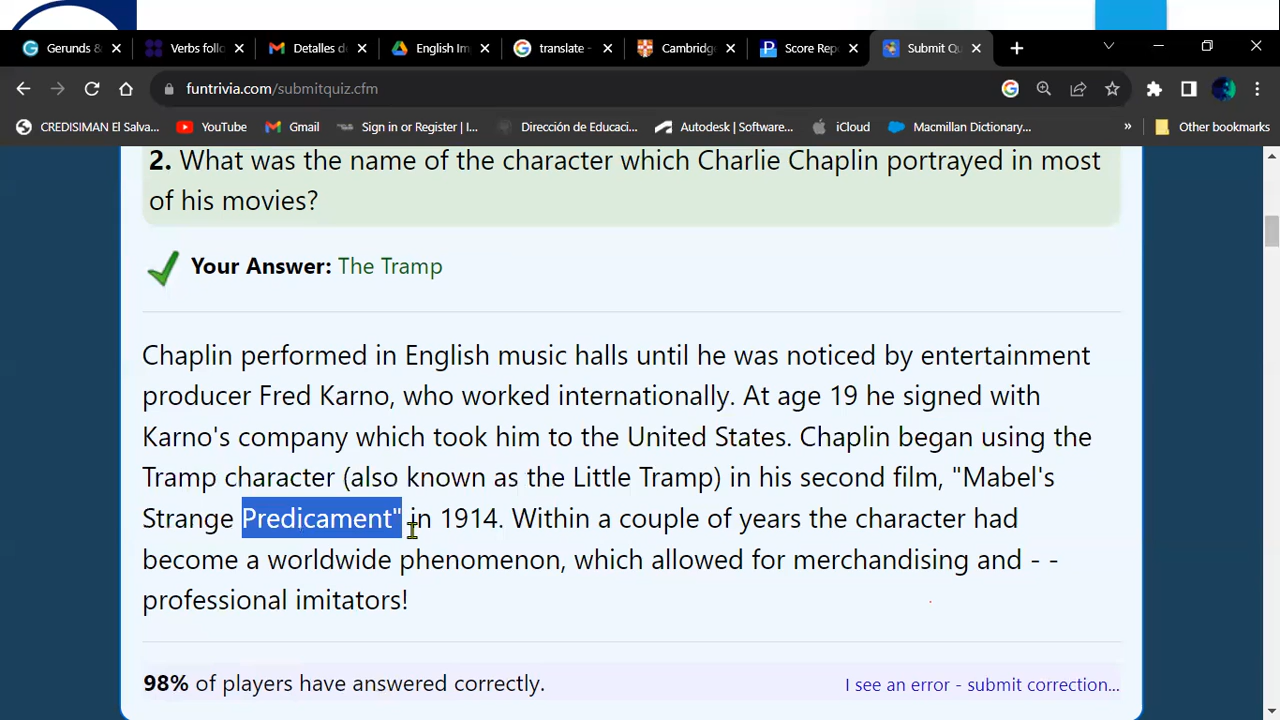 Gerunds &
Verbs follo
Detalles d
English Im
translate -
Cambridg
Score Rep
Submit Qu
funtrivia.com/submitquiz.cfm
CREDISIMAN El Salva...
YouTube
Gmail
Sign in or Register | I...
Dirección de Educaci...
Autodesk | Software...
iCloud
Macmillan Dictionary...
»
Other bookmarks
2. What was the name of the character which Charlie Chaplin portrayed in most
of his movies?
Your Answer: The Tramp
Chaplin performed in English music halls until he was noticed by entertainment
producer Fred Karno, who worked internationally. At age 19 he signed with
Karno's company which took him to the United States. Chaplin began using the
Tramp character (also known as the Little Tramp) in his second film, "Mabel's
Strange Predicament" in 1914. Within a couple of years the character had
become a worldwide phenomenon, which allowed for merchandising and - -
professional imitators!
98% of players have answered correctly.
I see an error - submit correction...